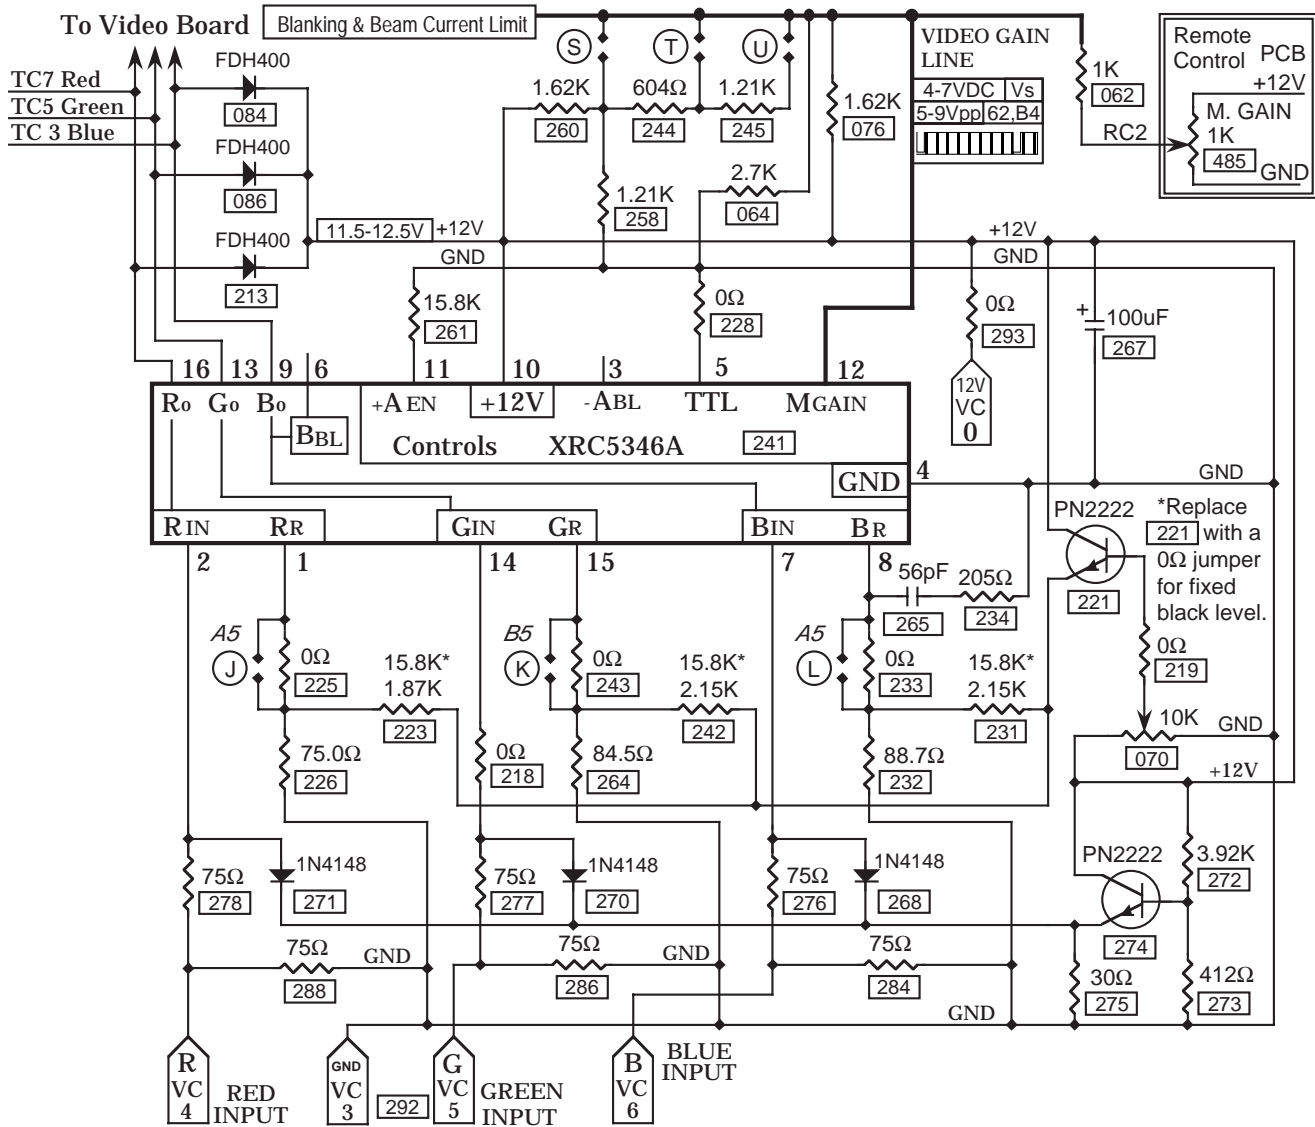 To Video Board
Blanking & Beam Current Limit
TC7 Red
TC5 Green
TC 3 Blue
FDH400
084
FDH400
086
FDH400
213
S
T
U
1.62K
260
604Ω
244
1.21K
245
1.62K
076
VIDEO GAIN
LINE
4-7VDC Vs
5-9Vpp 62,B4
1K
062
RC2
Remote
Control PCB
+12V
M. GAIN
1K
485
GND
1.21K
258
2.7K
064
11.5-12.5V +12V
GND
+12V
GND
15.8K
261
0Ω
228
0Ω
293
+
100uF
267
12V
VC
0
16 13 9 6 11 10 3 5 12
Ro Go Bo
BBL
+A EN
+12V
-ABL
TTL
MGAIN
Controls XRC5346A 241
GND
4
GND
R IN RR
GIN GR
BIN BR
2 1 14 15 7 8
PN2222
221
*Replace
221 with a
0Ω jumper
for fixed
black level.
56pF
265
205Ω
234
A5
J
0Ω
225
15.8K*
1.87K
223
B5
K
0Ω
243
15.8K*
2.15K
242
A5
L
0Ω
233
15.8K*
2.15K
231
0Ω
219
10K
070
GND
+12V
75.0Ω
226
0Ω
218
84.5Ω
264
88.7Ω
232
75Ω
278
1N4148
271
75Ω
277
1N4148
270
75Ω
276
1N4148
268
PN2222
274
3.92K
272
75Ω
288
GND
75Ω
286
GND
75Ω
284
30Ω
275
412Ω
273
GND
R
VC
4
RED
INPUT
GND
VC
3
292
G
VC
5
GREEN
INPUT
B
VC
6
BLUE
INPUT